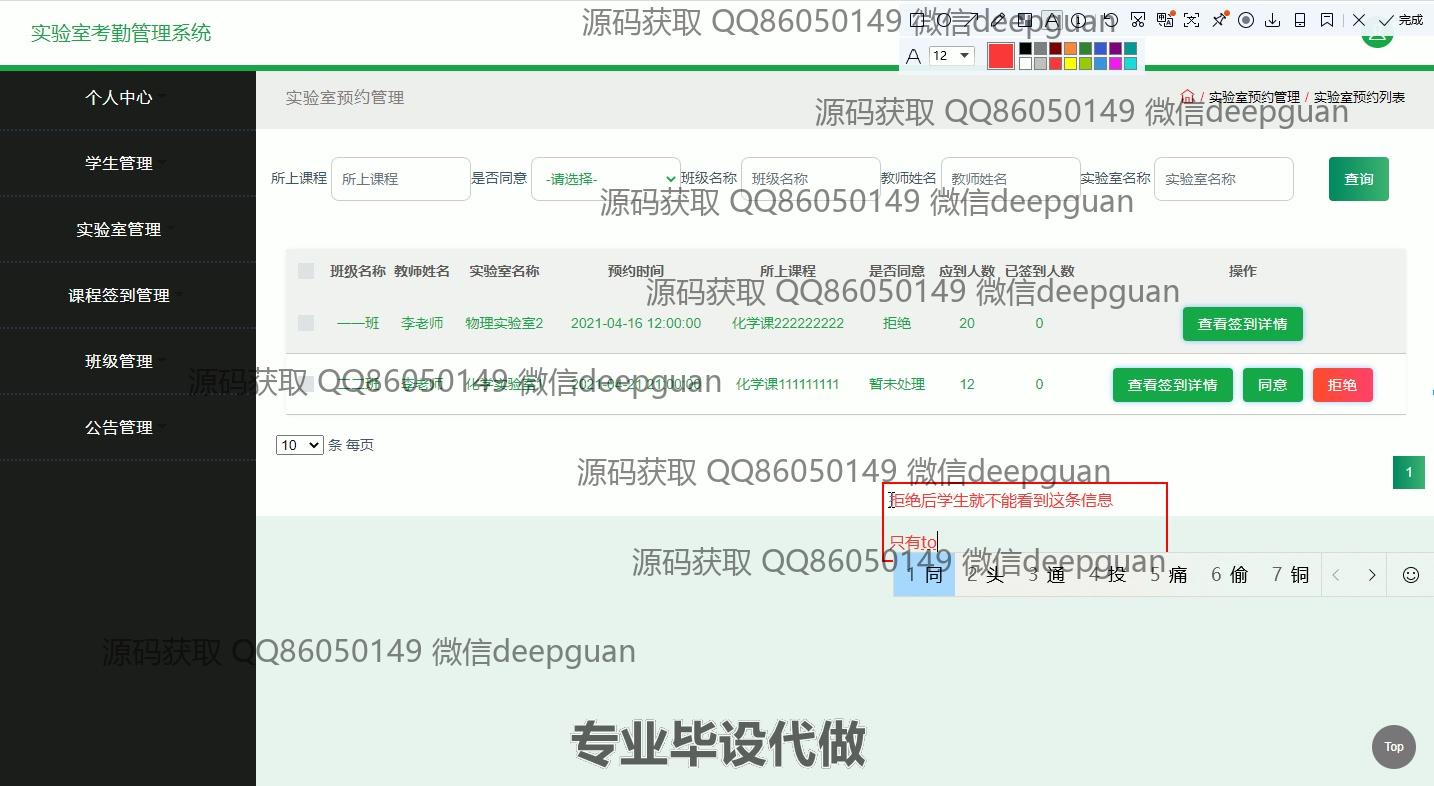 实验室考勤管理系统
源码获取 QQ86050149 微信deepguan
完成
A 12
个人中心
学生管理
实验室管理
课程签到管理
班级管理
公告管理
实验室预约管理
/ 实验室预约管理 / 实验室预约列表
源码获取 QQ86050149 微信deepguan
所上课程 所上课程 是否同意 -请选择- 班级名称 班级名称 教师姓名 教师姓名 实验室名称 实验室名称 查询
源码获取 QQ86050149 微信deepguan
班级名称 教师姓名 实验室名称 预约时间 所上课程 是否同意 应到人数 已签到人数 操作
源码获取 QQ86050149 微信deepguan
一一班 李老师 物理实验室2 2021-04-16 12:00:00 化学课222222222 拒绝 20 0 查看签到详情
二二班 李老师 化学实验室1 2021-04-21 21:00:00 化学课111111111 暂未处理 12 0 查看签到详情 同意 拒绝
源码获取 QQ86050149 微信deepguan
10 条 每页
源码获取 QQ86050149 微信deepguan
1
拒绝后学生就不能看到这条信息
只有to
源码获取 QQ86050149 微信deepguan
1 同 2 头 3 通 4 投 5 痛 6 偷 7 铜
源码获取 QQ86050149 微信deepguan
专业毕设代做
Top